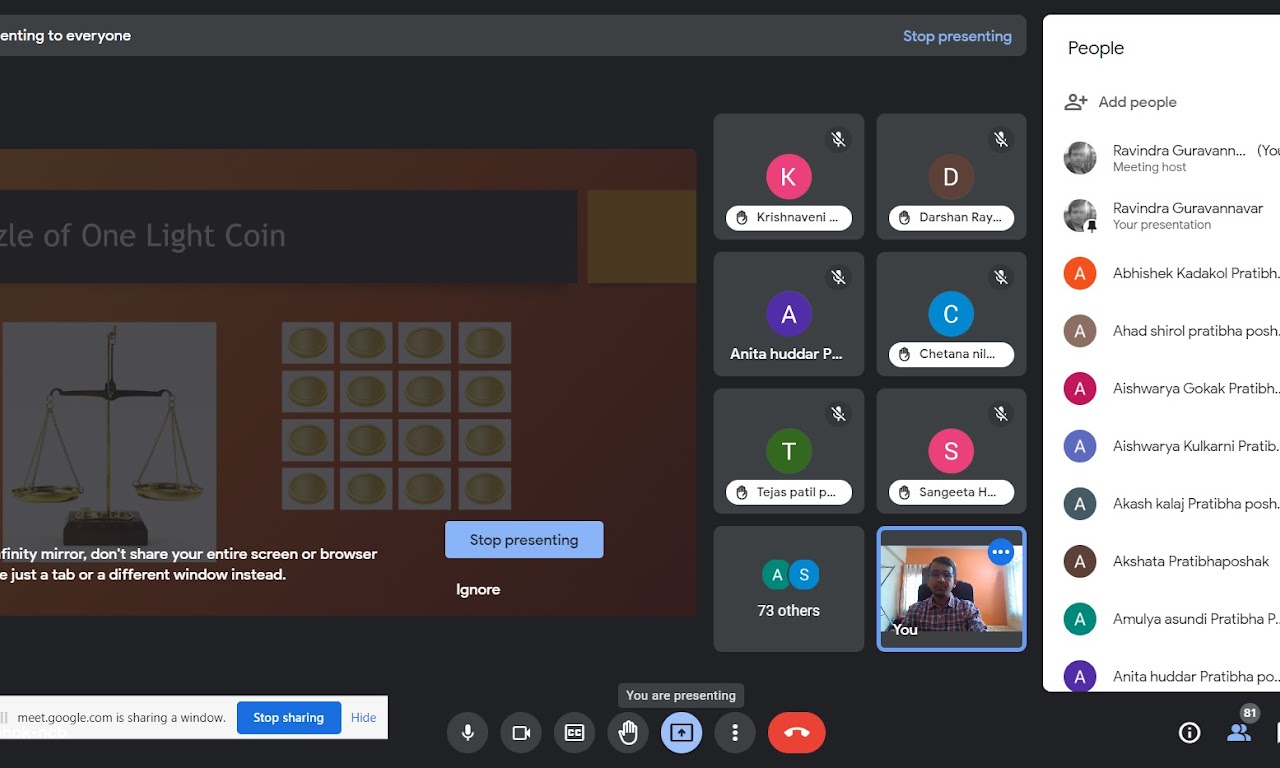 enting to everyone
Stop presenting
zle of One Light Coin
nfinity mirror, don't share your entire screen or browser
e just a tab or a different window instead.
Stop presenting
Ignore
K
Krishnaveni ...
D
Darshan Ray...
A
Anita huddar P...
C
Chetana nil...
T
Tejas patil p...
S
Sangeeta H...
A S
73 others
You
People
Add people
Ravindra Guravann... (You
Meeting host
Ravindra Guravannavar
Your presentation
A Abhishek Kadakol Pratibh.
A Ahad shirol pratibha posh.
A Aishwarya Gokak Pratibh..
A Aishwarya Kulkarni Pratib.
A Akash kalaj Pratibha posh.
A Akshata Pratibhaposhak
A Amulya asundi Pratibha P..
A Anita huddar Pratibha po..
You are presenting
meet.google.com is sharing a window.
Stop sharing
Hide
CC
81